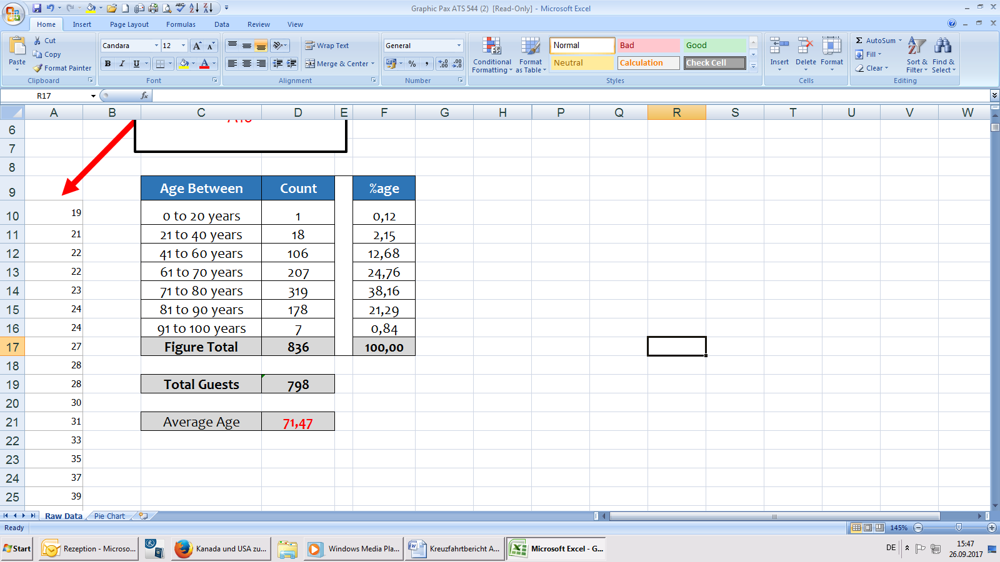 Graphic Pax ATS 544 (2) [Read-Only] - Microsoft Excel
Home Insert Page Layout Formulas Data Review View
Paste Cut Copy Format Painter Clipboard
Candara 12 Font
Wrap Text Merge & Center Alignment
General Number
Conditional Formatting Format as Table
Normal Bad Good
Neutral Calculation Check Cell
Styles
Insert Delete Format Cells
AutoSum Fill Clear Sort & Filter Find & Select Editing
R17 fx
A B C D E F G H P Q R S T U V W
6
7
8
9 Age Between Count %age
10 19 0 to 20 years 1 0,12
11 21 21 to 40 years 18 2,15
12 22 41 to 60 years 106 12,68
13 22 61 to 70 years 207 24,76
14 23 71 to 80 years 319 38,16
15 24 81 to 90 years 178 21,29
16 24 91 to 100 years 7 0,84
17 27 Figure Total 836 100,00
18 28
19 28 Total Guests 798
20 30
21 31 Average Age 71,47
22 33
23 35
24 37
25 39
Raw Data Pie Chart
Ready 145%
Start Rezeption - Microso... Kanada und USA zu... Windows Media Pla... Kreuzfahrtbericht A... Microsoft Excel - G... DE 15:47
26.09.2017